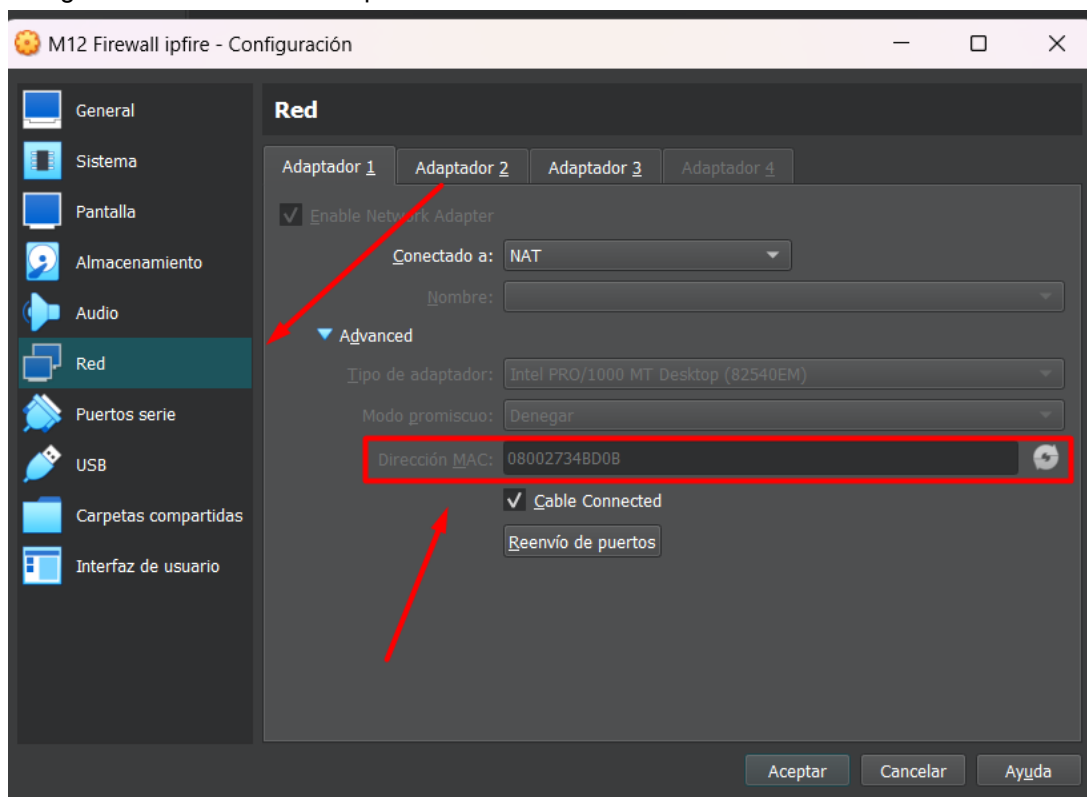 M12 Firewall ipfire - Configuración
General
Sistema
Pantalla
Almacenamiento
Audio
Red
Puertos serie
USB
Carpetas compartidas
Interfaz de usuario
Red
Adaptador 1 Adaptador 2 Adaptador 3 Adaptador 4
Enable Network Adapter
Conectado a: NAT
Nombre:
Advanced
Tipo de adaptador: Intel PRO/1000 MT Desktop (82540EM)
Modo promiscuo: Denegar
Dirección MAC: 08002734BD0B
Cable Connected
Reenvío de puertos
Aceptar Cancelar Ayuda